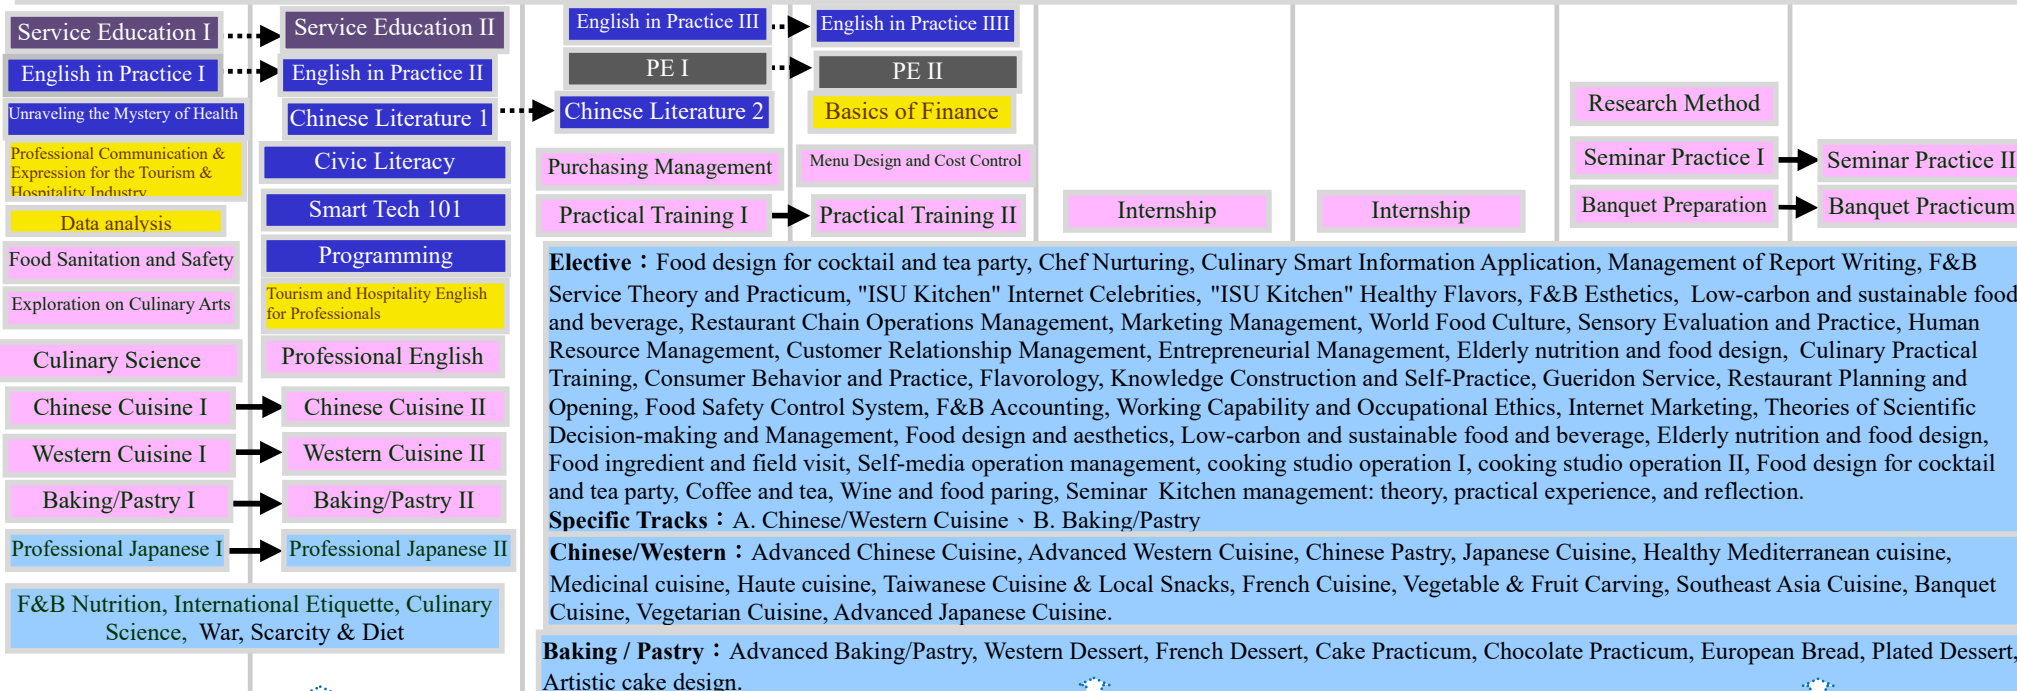 Service Education I
English in Practice I
Unraveling the Mystery of Health
Professional Communication &
Expression for the Tourism &
Hospitality Industry
Data analysis
Food Sanitation and Safety
Exploration on Culinary Arts
Culinary Science
Chinese Cuisine I
Western Cuisine I
Baking/Pastry I
Professional Japanese I
Service Education II
English in Practice II
Chinese Literature 1
Civic Literacy
Smart Tech 101
Programming
Tourism and Hospitality English
for Professionals
Professional English
Chinese Cuisine II
Western Cuisine II
Baking/Pastry II
Professional Japanese II
F&B Nutrition, International Etiquette, Culinary
Science, War, Scarcity & Diet
English in Practice III
PE I
Chinese Literature 2
Purchasing Management
Practical Training I
English in Practice IIII
PE II
Basics of Finance
Menu Design and Cost Control
Practical Training II
Internship
Internship
Research Method
Seminar Practice I
Banquet Preparation
Seminar Practice II
Banquet Practicum
Elective：Food design for cocktail and tea party, Chef Nurturing, Culinary Smart Information Application, Management of Report Writing, F&B
Service Theory and Practicum, "ISU Kitchen" Internet Celebrities, "ISU Kitchen" Healthy Flavors, F&B Esthetics, Low-carbon and sustainable food
and beverage, Restaurant Chain Operations Management, Marketing Management, World Food Culture, Sensory Evaluation and Practice, Human
Resource Management, Customer Relationship Management, Entrepreneurial Management, Elderly nutrition and food design, Culinary Practical
Training, Consumer Behavior and Practice, Flavorology, Knowledge Construction and Self-Practice, Gueridon Service, Restaurant Planning and
Opening, Food Safety Control System, F&B Accounting, Working Capability and Occupational Ethics, Internet Marketing, Theories of Scientific
Decision-making and Management, Food design and aesthetics, Low-carbon and sustainable food and beverage, Elderly nutrition and food design,
Food ingredient and field visit, Self-media operation management, cooking studio operation I, cooking studio operation II, Food design for cocktail
and tea party, Coffee and tea, Wine and food paring, Seminar Kitchen management: theory, practical experience, and reflection.
Specific Tracks：A. Chinese/Western Cuisine、B. Baking/Pastry
Chinese/Western：Advanced Chinese Cuisine, Advanced Western Cuisine, Chinese Pastry, Japanese Cuisine, Healthy Mediterranean cuisine,
Medicinal cuisine, Haute cuisine, Taiwanese Cuisine & Local Snacks, French Cuisine, Vegetable & Fruit Carving, Southeast Asia Cuisine, Banquet
Cuisine, Vegetarian Cuisine, Advanced Japanese Cuisine.
Baking / Pastry：Advanced Baking/Pastry, Western Dessert, French Dessert, Cake Practicum, Chocolate Practicum, European Bread, Plated Dessert,
Artistic cake design.